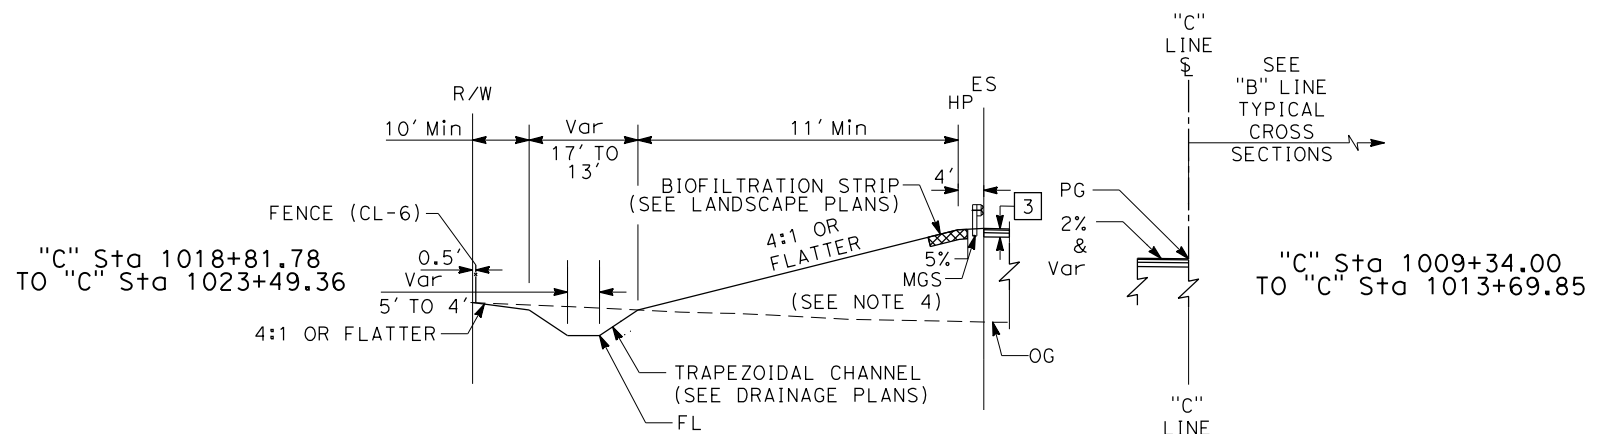 "C"
LINE
SEE
"B" LINE
TYPICAL
CROSS
SECTIONS
R/W
ES
HP
10' Min
Var
17' TO
13'
11' Min
BIOFILTRATION STRIP
(SEE LANDSCAPE PLANS)
4'
3
PG
2%
&
Var
FENCE (CL-6)
4:1 OR
FLATTER
"C" Sta 1018+81.78
TO "C" Sta 1023+49.36
0.5'
Var
5' TO 4'
5%
MGS
(SEE NOTE 4)
"C" Sta 1009+34.00
TO "C" Sta 1013+69.85
4:1 OR FLATTER
OG
TRAPEZOIDAL CHANNEL
(SEE DRAINAGE PLANS)
FL
"C"
LINE